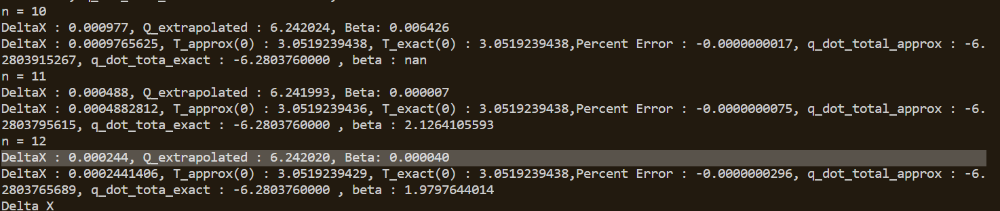 n = 10
DeltaX : 0.000977, Q_extrapolated : 6.242024, Beta: 0.006426
DeltaX : 0.0009765625, T_approx(0) : 3.0519239438, T_exact(0) : 3.0519239438,Percent Error : -0.0000000017, q_dot_total_approx : -6.
2803915267, q_dot_tota_exact : -6.2803760000 , beta : nan
n = 11
DeltaX : 0.000488, Q_extrapolated : 6.241993, Beta: 0.000007
DeltaX : 0.0004882812, T_approx(0) : 3.0519239436, T_exact(0) : 3.0519239438,Percent Error : -0.0000000075, q_dot_total_approx : -6.
2803795615, q_dot_tota_exact : -6.2803760000 , beta : 2.1264105593
n = 12
DeltaX : 0.000244, Q_extrapolated : 6.242020, Beta: 0.000040
DeltaX : 0.0002441406, T_approx(0) : 3.0519239429, T_exact(0) : 3.0519239438,Percent Error : -0.0000000296, q_dot_total_approx : -6.
2803765689, q_dot_tota_exact : -6.2803760000 , beta : 1.9797644014
Delta X